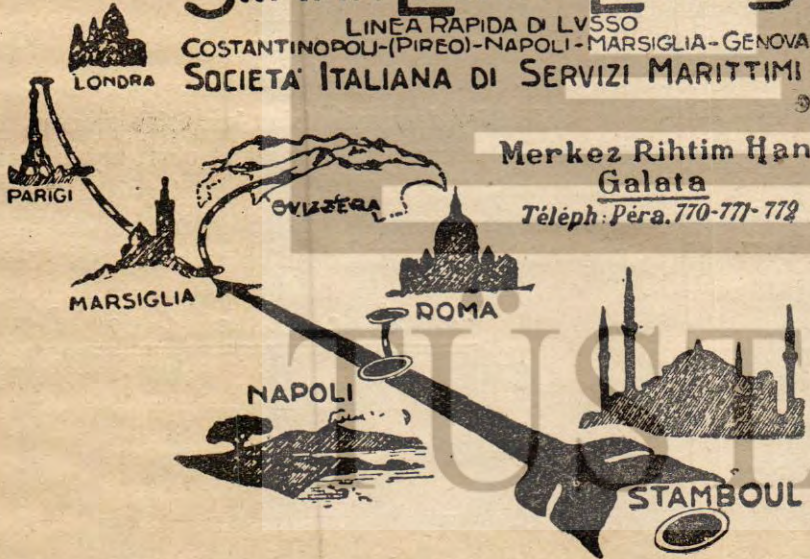 LINEA RAPIDA DI LVSSO
COSTANTINOPOLI-(PIREO)-NAPOLI-MARSIGLIA-GENOVA
SOCIETA' ITALIANA DI SERVIZI MARITTIMI
LONDRA
PARIGI
Merkez Rihtim Han
Galata
Téléph: Péra. 770-771-772
SVIZZERA
MARSIGLIA
ROMA
NAPOLI
STAMBOUL
TÜST